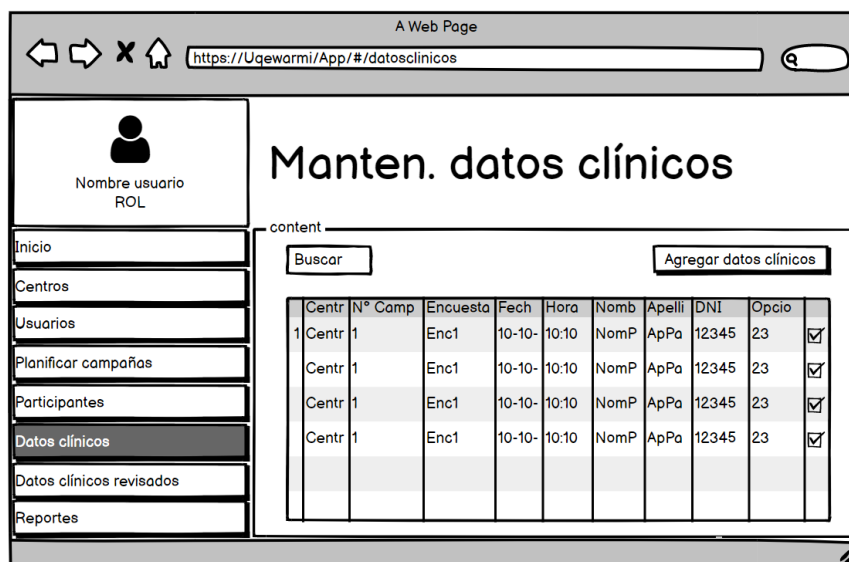 A Web Page
https://Uqewarmi/App/#/datosclinicos
Nombre usuario
ROL
Manten. datos clínicos
Inicio
Centros
Usuarios
Planificar campañas
Participantes
Datos clínicos
Datos clínicos revisados
Reportes
content
Buscar
Agregar datos clínicos
Centr N° Camp Encuesta Fech Hora Nomb Apelli DNI Opcio
1 Centr 1 Enc1 10-10- 10:10 NomP ApPa 12345 23
Centr 1 Enc1 10-10- 10:10 NomP ApPa 12345 23
Centr 1 Enc1 10-10- 10:10 NomP ApPa 12345 23
Centr 1 Enc1 10-10- 10:10 NomP ApPa 12345 23